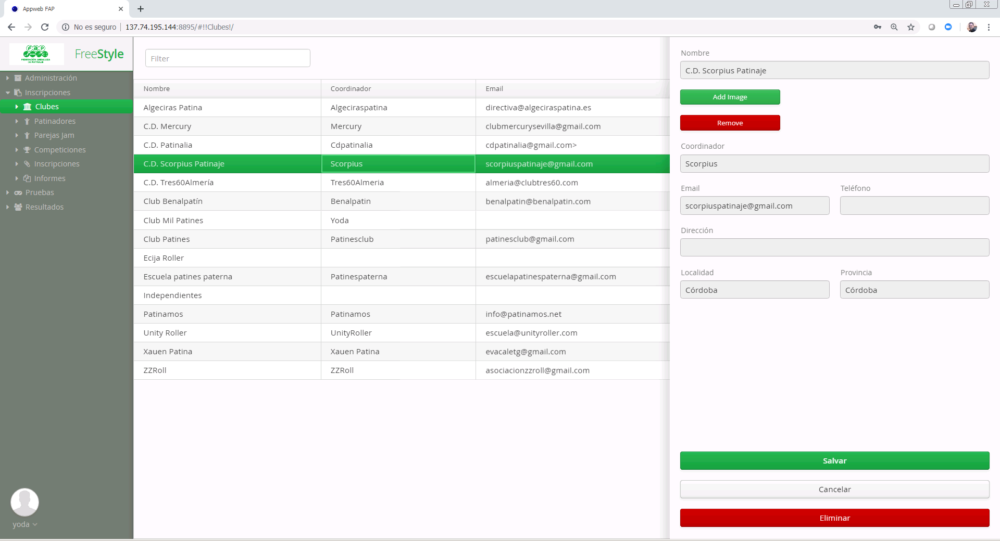 Appweb FAP
No es seguro 137.74.195.144:8895/#!!Clubes!/
FaP
FEDERACIÓN ANDALUZA
DE PATINAJE
FreeStyle
Administración
Inscripciones
Clubes
Patinadores
Parejas Jam
Competiciones
Inscripciones
Informes
Pruebas
Resultados
yoda
Filter
Nombre Coordinador Email
Algeciras Patina Algeciraspatina directiva@algeciraspatina.es
C.D. Mercury Mercury clubmercurysevilla@gmail.com
C.D. Patinalia Cdpatinalia cdpatinalia@gmail.com>
C.D. Scorpius Patinaje Scorpius scorpiuspatinaje@gmail.com
C.D. Tres60Almería Tres60Almeria almeria@clubtres60.com
Club Benalpatín Benalpatin benalpatin@benalpatin.com
Club Mil Patines Yoda
Club Patines Patinesclub patinesclub@gmail.com
Ecija Roller
Escuela patines paterna Patinespaterna escuelapatinespaterna@gmail.com
Independientes
Patinamos Patinamos info@patinamos.net
Unity Roller UnityRoller escuela@unityroller.com
Xauen Patina Xauen Patina evacaletg@gmail.com
ZZRoll ZZRoll asociacionzzroll@gmail.com
Nombre
C.D. Scorpius Patinaje
Add Image
Remove
Coordinador
Scorpius
Email Teléfono
scorpiuspatinaje@gmail.com
Dirección
Localidad Provincia
Córdoba Córdoba
Salvar
Cancelar
Eliminar